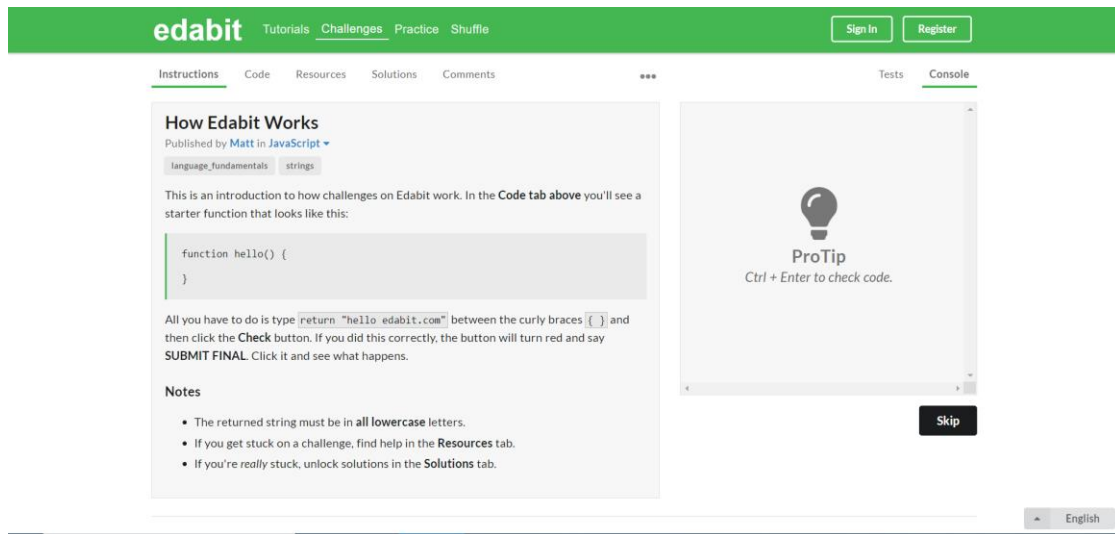 edabit Tutorials Challenges Practice Shuffle Sign In Register
Instructions Code Resources Solutions Comments ••• Tests Console
How Edabit Works
Published by Matt in JavaScript
language_fundamentals strings
This is an introduction to how challenges on Edabit work. In the Code tab above you'll see a
starter function that looks like this:
function hello() {
}
All you have to do is type return "hello edabit.com" between the curly braces { } and
then click the Check button. If you did this correctly, the button will turn red and say
SUBMIT FINAL. Click it and see what happens.
Notes
• The returned string must be in all lowercase letters.
• If you get stuck on a challenge, find help in the Resources tab.
• If you're really stuck, unlock solutions in the Solutions tab.
ProTip
Ctrl + Enter to check code.
Skip
English